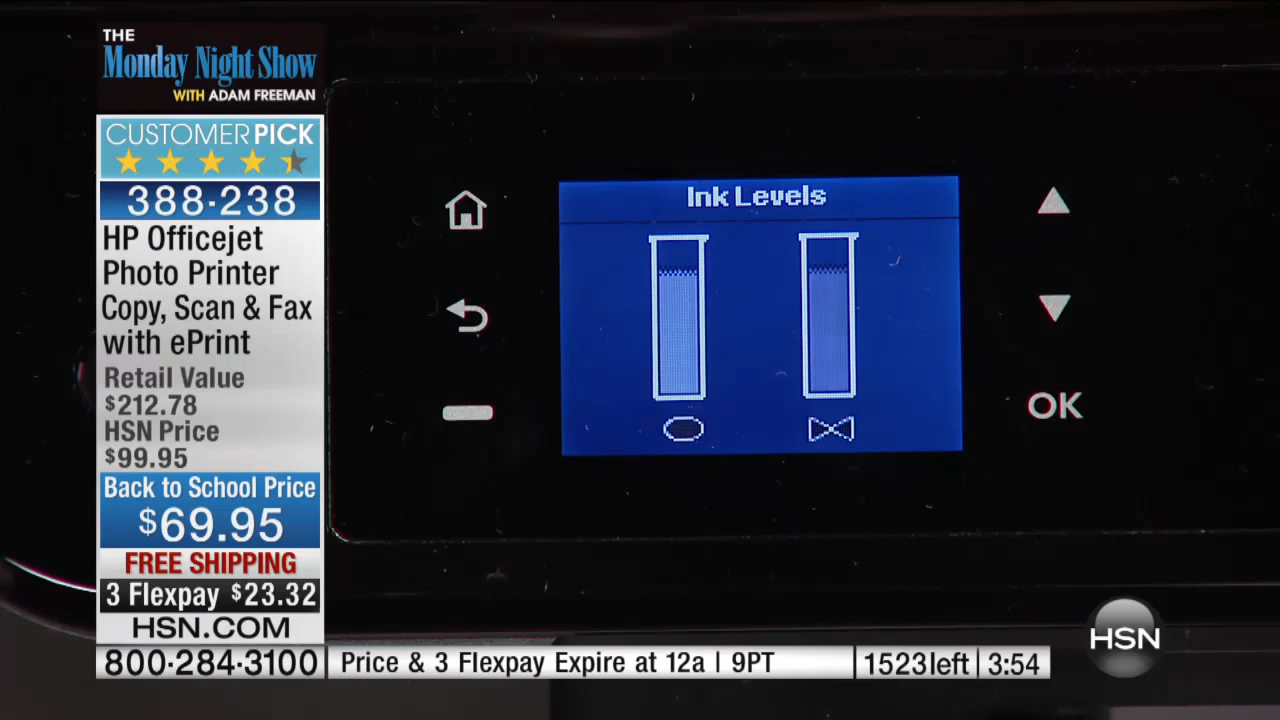 THE
Monday Night Show
WITH ADAM FREEMAN
CUSTOMER PICK
388-238
HP Officejet
Photo Printer
Copy, Scan & Fax
with ePrint
Retail Value
$212.78
HSN Price
$99.95
Back to School Price
$69.95
FREE SHIPPING
3 Flexpay $23.32
HSN.COM
800-284-3100
Price & 3 Flexpay Expire at 12a | 9PT
1523left
3:54
Ink Levels
OK
HSN